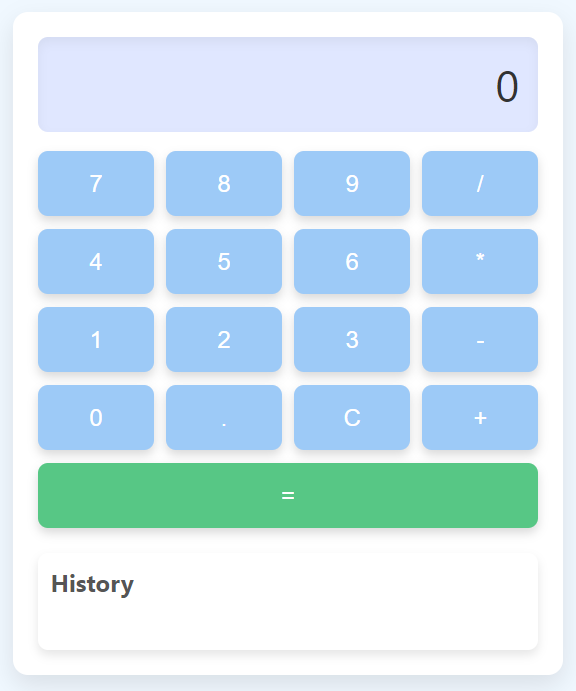 0
7 8 9 /
4 5 6 *
1 2 3 -
0 . C +
=
History